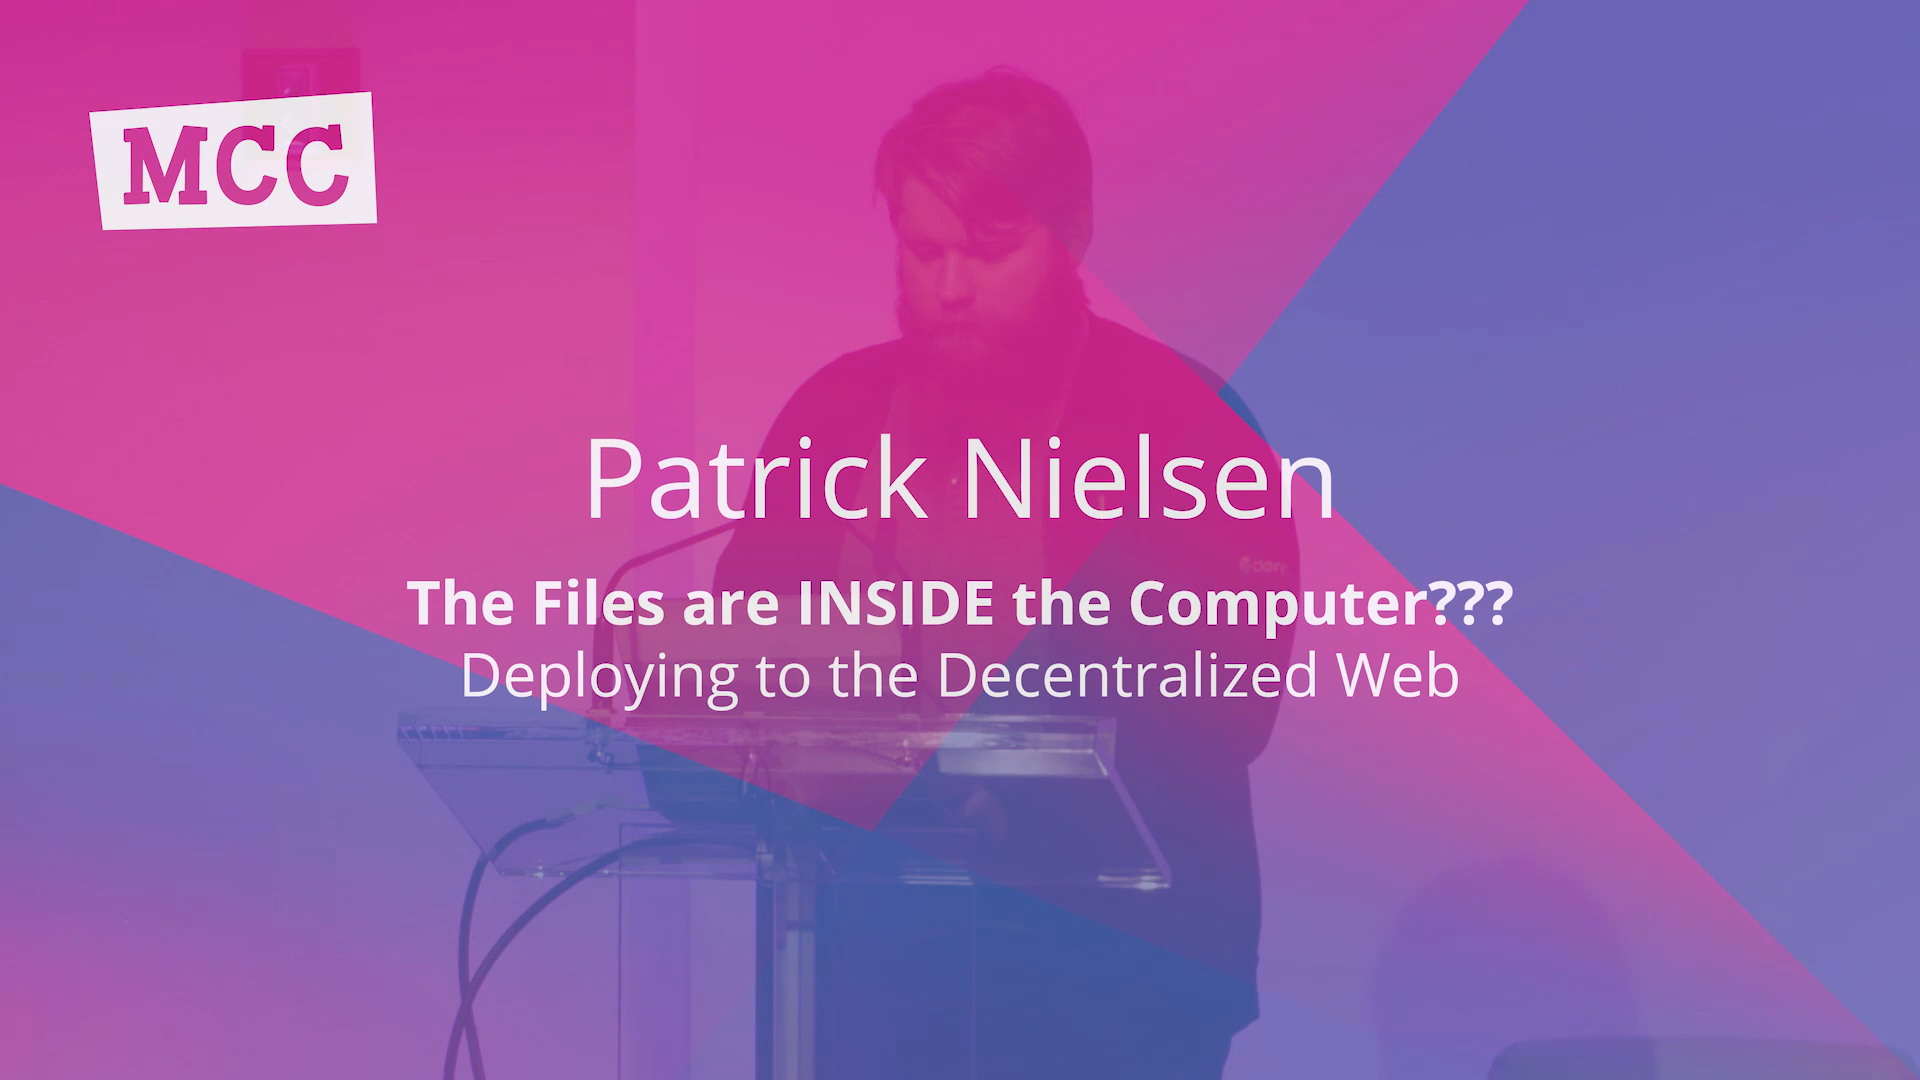 MCC
Patrick Nielsen
The Files are INSIDE the Computer???
Deploying to the Decentralized Web